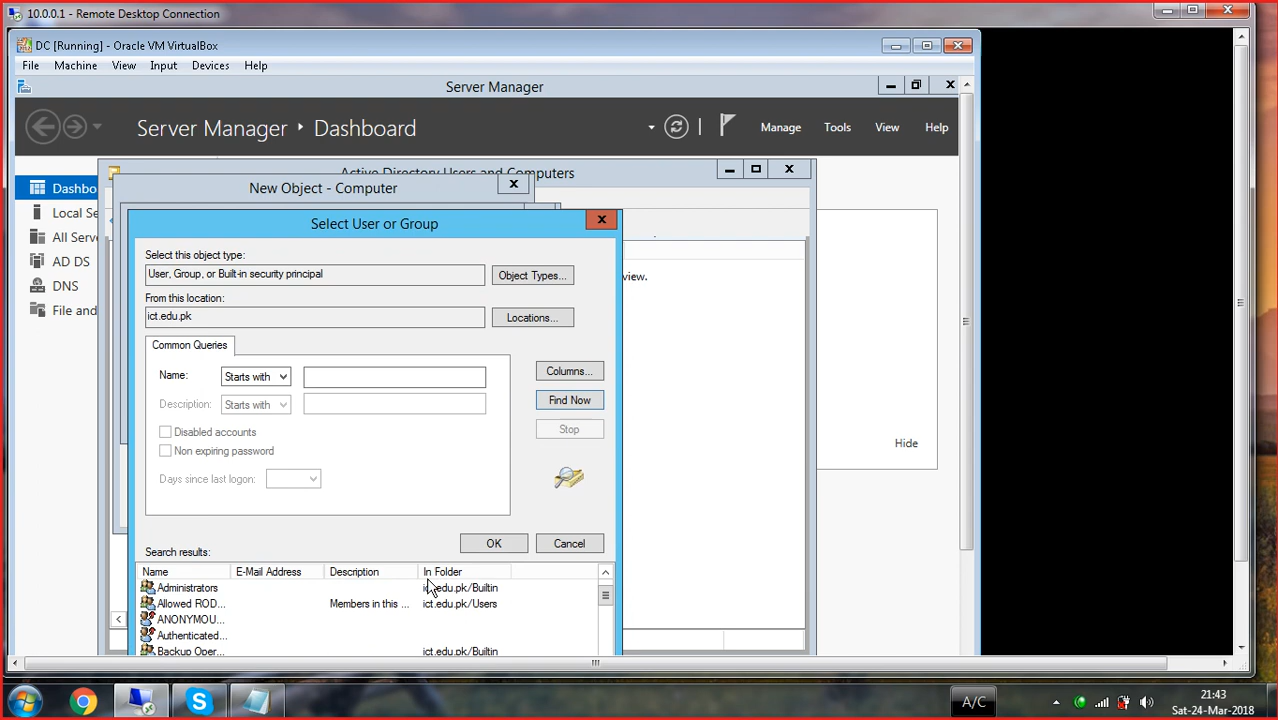 10.0.0.1 - Remote Desktop Connection
DC [Running] - Oracle VM VirtualBox
File Machine View Input Devices Help
Server Manager
Server Manager Dashboard
Manage Tools View Help
Active Directory Users and Computers
New Object - Computer
Select User or Group
Dashbo
Local Se
All Serv
AD DS
DNS
File and
Select this object type:
User, Group, or Built-in security principal
Object Types...
From this location:
ict.edu.pk
Locations...
view.
Common Queries
Name: Starts with
Columns...
Description: Starts with
Find Now
Disabled accounts
Stop
Non expiring password
Hide
Days since last logon:
OK Cancel
Search results:
Name E-Mail Address Description In Folder
Administrators ict.edu.pk/Builtin
Allowed ROD... Members in this ... ict.edu.pk/Users
ANONYMOU...
Authenticated...
Backup Oper... ict.edu.pk/Builtin
A/C
21:43
Sat-24-Mar-2018